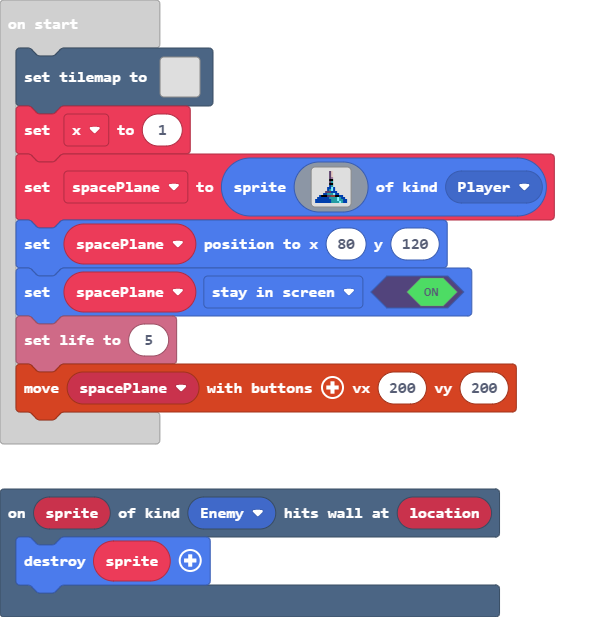 on start
set tilemap to
set x to 1
set spacePlane to sprite of kind Player
set spacePlane position to x 80 y 120
set spacePlane stay in screen ON
set life to 5
move spacePlane with buttons vx 200 vy 200
on sprite of kind Enemy hits wall at location
destroy sprite